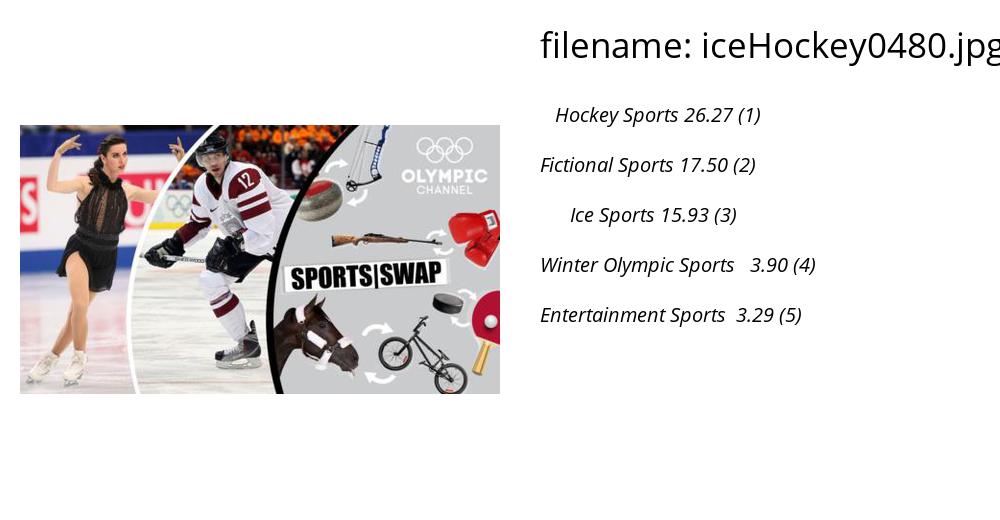 filename: iceHockey0480.jpg
Hockey Sports 26.27 (1)
Fictional Sports 17.50 (2)
Ice Sports 15.93 (3)
Winter Olympic Sports 3.90 (4)
Entertainment Sports 3.29 (5)
OLYMPIC
CHANNEL
12
SPORTS|SWAP
S